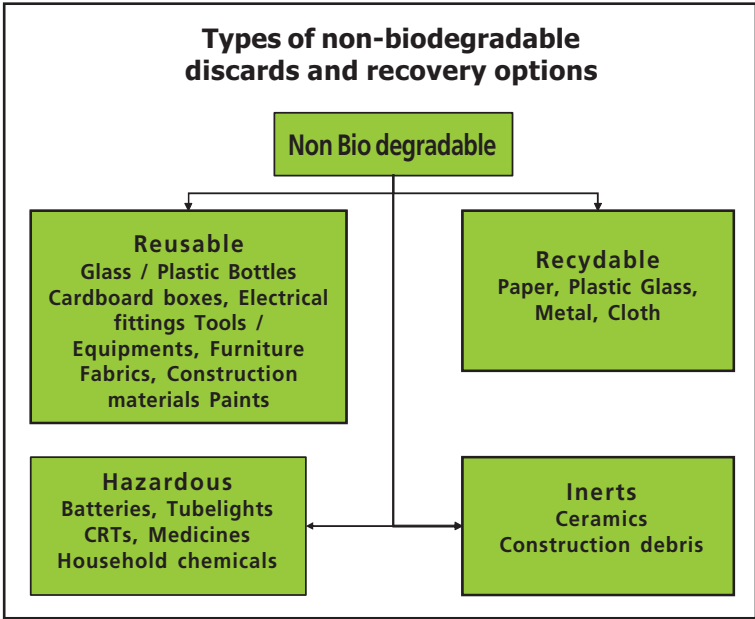 Types of non-biodegradable
discards and recovery options
Non Bio degradable
Reusable
Glass / Plastic Bottles
Cardboard boxes, Electrical
fittings Tools /
Equipments, Furniture
Fabrics, Construction
materials Paints
Recydable
Paper, Plastic Glass,
Metal, Cloth
Hazardous
Batteries, Tubelights
CRTs, Medicines
Household chemicals
Inerts
Ceramics
Construction debris